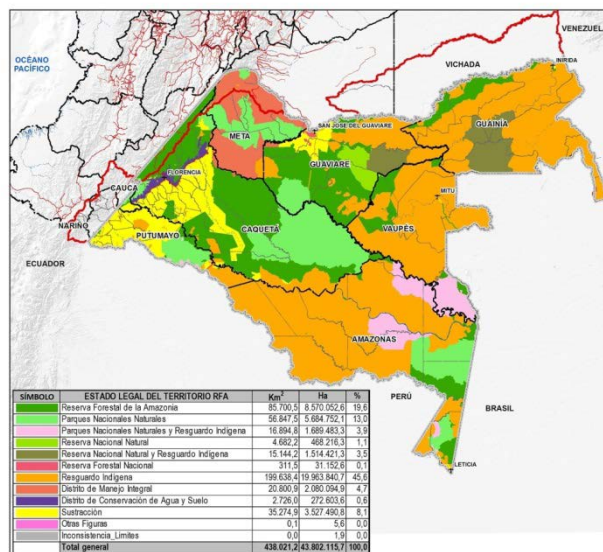 VENEZUEL
OCÉANO
PACÍFICO
VICHADA
INIRIDA
META
SAN JOSE DEL GUAVIARE
GUAINÍA
GUAVIARE
FLORENCIA
CAUCA
MITU
NARIÑO
CAQUETÁ
VAUPÉS
PUTUMAYO
ECUADOR
AMAZONAS
PERÚ
BRASIL
LETICIA
SÍMBOLO ESTADO LEGAL DEL TERRITORIO RFA Km² Ha %
Reserva Forestal de la Amazonia 85.700,5 8.570.052,6 19,6
Parques Nacionales Naturales 56.847,5 5.684.752,1 13,0
Parques Nacionales Naturales y Resguardo Indígena 16.894,8 1.689.483,3 3,9
Reserva Nacional Natural 4.682,2 468.216,3 1,1
Reserva Nacional Natural y Resguardo Indígena 15.144,2 1.514.421,3 3,5
Reserva Forestal Nacional 311,5 31.152,6 0,1
Resguardo Indígena 199.638,4 19.963.840,7 45,6
Distrito de Manejo Integral 20.800,9 2.080.094,9 4,7
Distrito de Conservación de Agua y Suelo 2.726,0 272.603,6 0,6
Sustracción 35.274,9 3.527.490,8 8,1
Otras Figuras 0,1 5,6 0,0
Inconsistencia_Limites 0,0 1,9 0,0
Total general 438.021,2 43.802.115,7 100,0